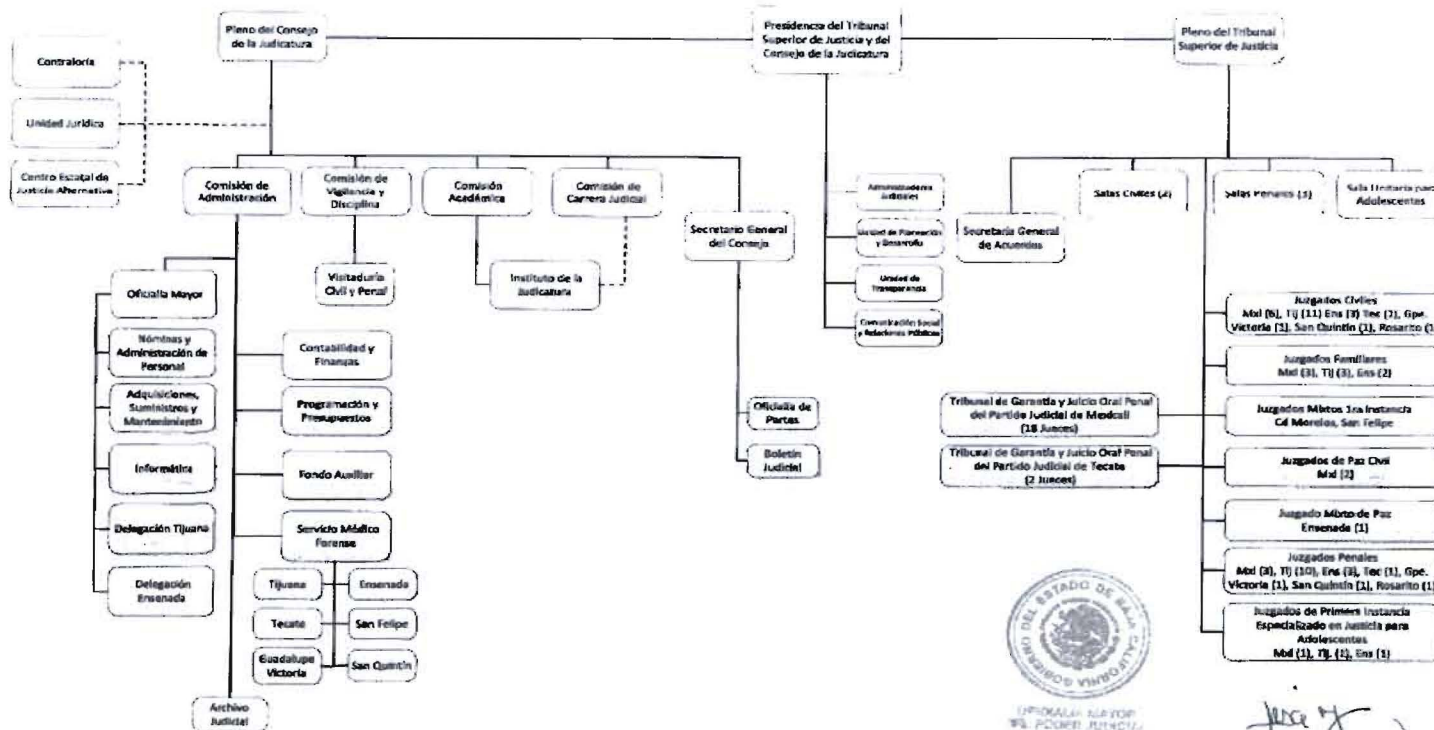 Pleno del Consejo
de la Judicatura
Presidencia del Tribunal
Superior de Justicia y del
Consejo de la Judicatura
Pleno del Tribunal
Superior de Justicia
Contraloría
Unidad Jurídica
Centro Estatal de
Justicia Alternativa
Comisión de
Administración
Comisión de
Vigilancia y
Disciplina
Comisión
Académica
Comisión de
Carrera Judicial
Secretario General
del Consejo
Administradores
Judiciales
Unidad de Planeación
y Desarrollo
Unidad de
Transparencia
Comunicación Social
y Relaciones Públicas
Secretaría General
de Acuerdos
Salas Civiles (2)
Salas Penales (3)
Sala Unitaria para
Adolescentes
Oficialía Mayor
Nóminas y
Administración de
Personal
Adquisiciones,
Suministros y
Mantenimiento
Informática
Delegación Tijuana
Delegación
Ensenada
Visitaduría
Civil y Penal
Instituto de la
Judicatura
Contabilidad y
Finanzas
Programación y
Presupuestos
Fondo Auxiliar
Servicio Médico
Forense
Tijuana
Ensenada
Tecate
San Felipe
Guadalupe
Victoria
San Quintín
Archivo
Judicial
Oficialía de
Partes
Boletín
Judicial
Tribunal de Garantía y Juicio Oral Penal
del Partido Judicial de Mexicali
(18 Jueces)
Tribunal de Garantía y Juicio Oral Penal
del Partido Judicial de Tecate
(2 Jueces)
Juzgados Civiles
Mxl (6), Tij (11) Ens (3) Tec (), Gpe.
Victoria (1), San Quintín (1), Rosarito (1)
Juzgados Familiares
Mxl (3), Tij (3), Ens (2)
Juzgados Mixtos 1ra Instancia
Cd Morelos, San Felipe
Juzgados de Paz Civil
Mxl (2)
Juzgado Mixto de Paz
Ensenada (1)
Juzgados Penales
Mxl (3), Tij (10), Ens (3), Tec (1), Gpe.
Victoria (1), San Quintín (1), Rosarito (1)
Juzgados de Primera Instancia
Especializado en Justicia para
Adolescentes
Mxl (1), Tij. (), Ens (1)
GOBIERNO DEL ESTADO DE BAJA CALIFORNIA
OFICIALIA MAYOR
DEL PODER JUDICIAL